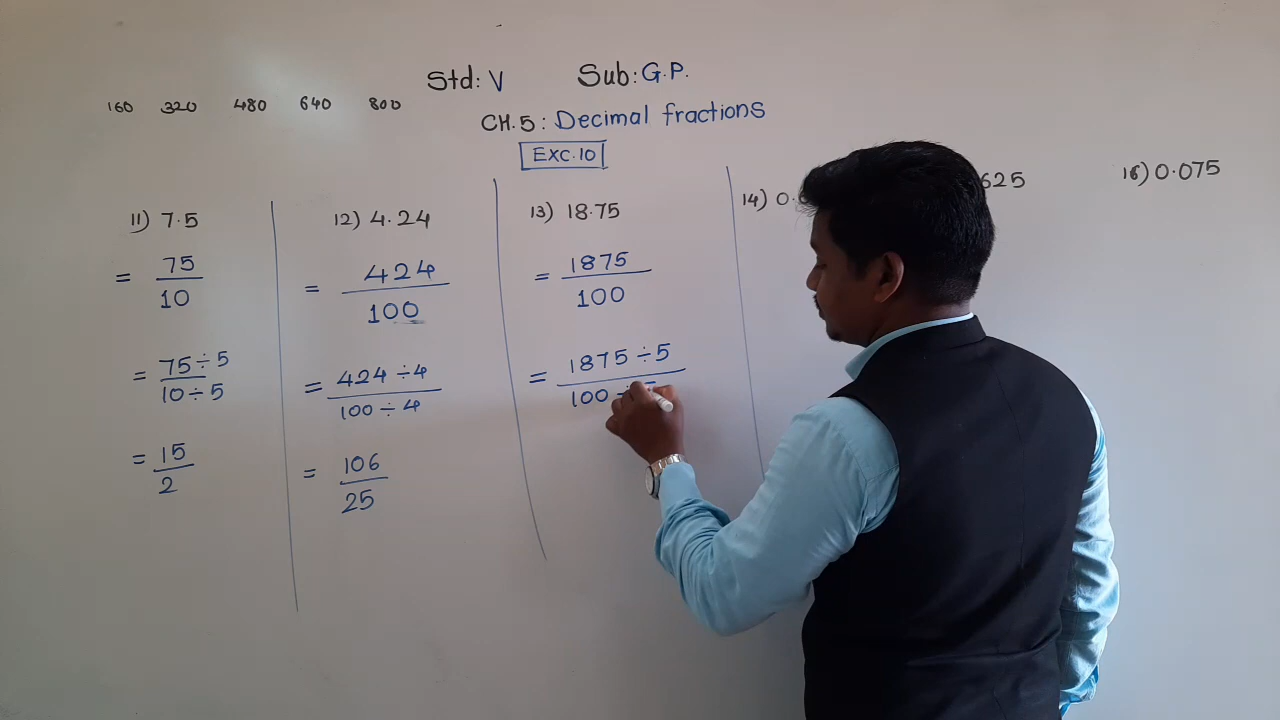 Std: V Sub: G.P.
160 320 480 640 800
CH.5: Decimal fractions
EXC.10
11) 7.5
= 75
10
= 75÷5
10÷5
= 15
2
12) 4.24
= 424
100
= 424 ÷4
100 ÷ 4
= 106
25
13) 18.75
= 1875
100
= 1875 ÷5
100 ÷
14) 0.
625
16) 0.075